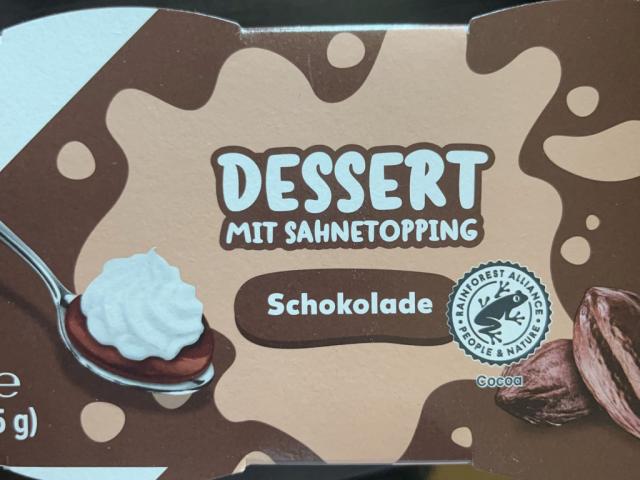 DESSERT
MIT SAHNETOPPING
Schokolade
RAINFOREST ALLIANCE
PEOPLE & NATURE
Cocoa
e
g)